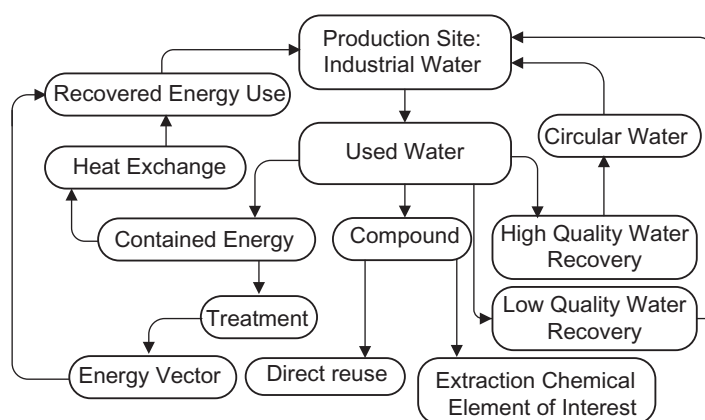 Production Site:
Industrial Water
Recovered Energy Use
Circular Water
Used Water
Heat Exchange
Contained Energy
Compound
High Quality Water
Recovery
Treatment
Low Quality Water
Recovery
Energy Vector
Direct reuse
Extraction Chemical
Element of Interest